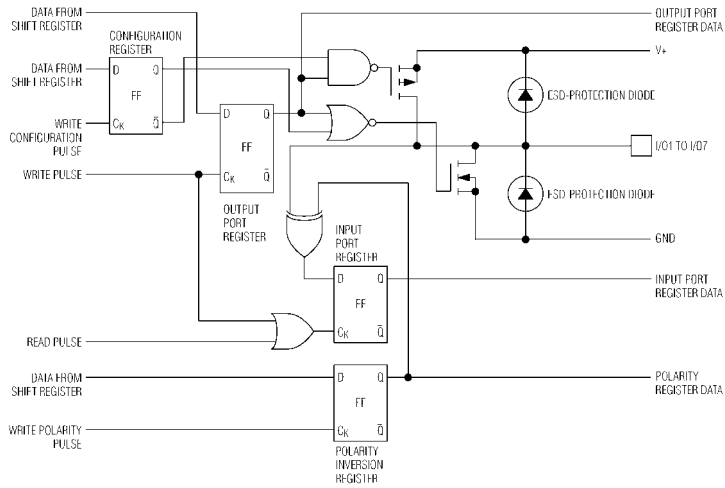 DATA FROM
SHIFT REGISTER
OUTPUT PORT
REGISTER DATA
CONFIGURATION
REGISTER
V+
DATA FROM
SHIFT REGISTER
D
Q
FF
ESD-PROTECTION DIODE
WRITE
CONFIGURATION
PULSE
CK
Q̅
D
Q
FF
I/O1 TO I/O7
WRITE PULSE
CK
Q̅
ESD-PROTECTION DIODE
OUTPUT
PORT
REGISTER
INPUT
PORT
REGISTER
GND
D
Q
INPUT PORT
REGISTER DATA
FF
READ PULSE
CK
Q̅
DATA FROM
SHIFT REGISTER
D
Q
POLARITY
REGISTER DATA
FF
WRITE POLARITY
PULSE
CK
Q̅
POLARITY
INVERSION
REGISTER